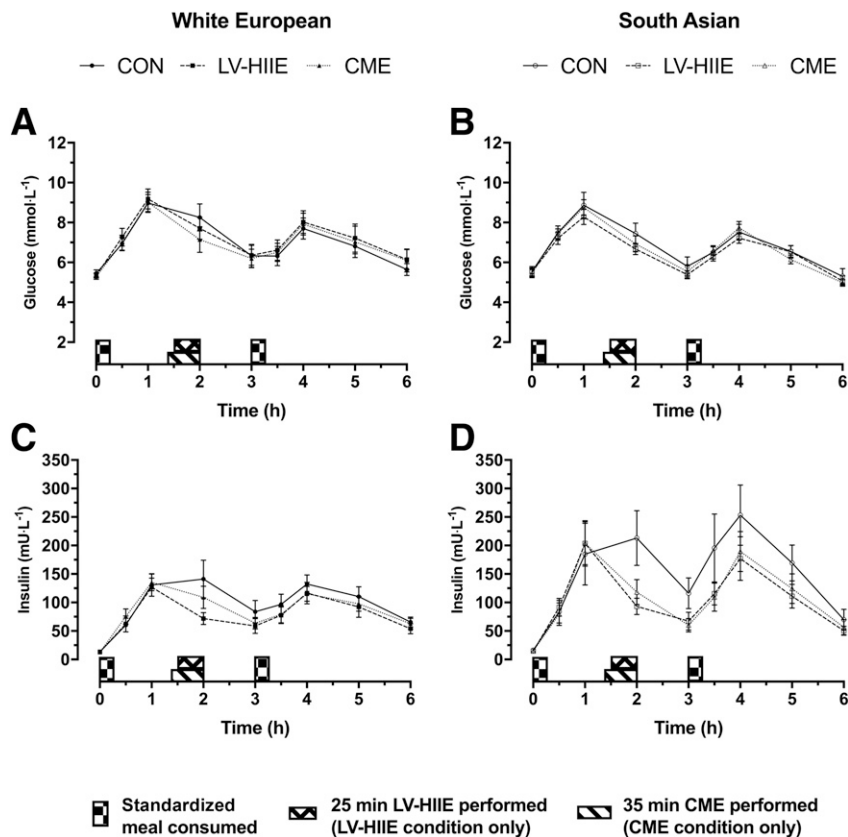 White European
South Asian
CON LV-HIIE CME
CON LV-HIIE CME
A
B
12
10
8
6
4
2
Glucose (mmol·L⁻¹)
0 1 2 3 4 5 6
Time (h)
12
10
8
6
4
2
Glucose (mmol·L⁻¹)
0 1 2 3 4 5 6
Time (h)
C
D
350
300
250
200
150
100
50
0
Insulin (mU·L⁻¹)
0 1 2 3 4 5 6
Time (h)
350
300
250
200
150
100
50
0
Insulin (mU·L⁻¹)
0 1 2 3 4 5 6
Time (h)
Standardized
meal consumed
25 min LV-HIIE performed
(LV-HIIE condition only)
35 min CME performed
(CME condition only)